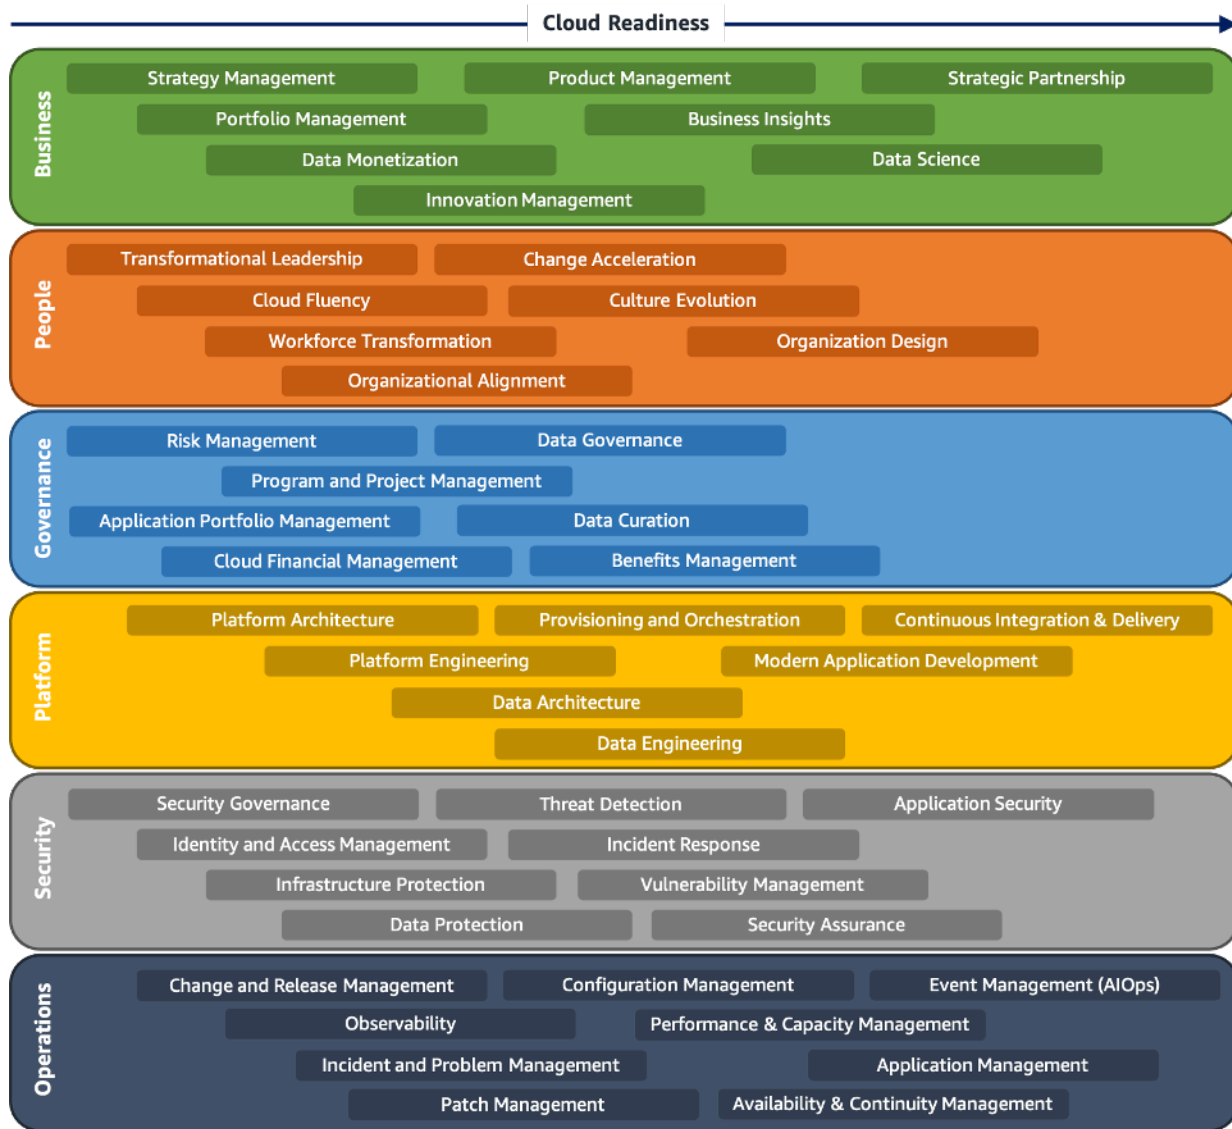 Cloud Readiness
Business
Strategy Management
Product Management
Strategic Partnership
Portfolio Management
Business Insights
Data Monetization
Data Science
Innovation Management
People
Transformational Leadership
Change Acceleration
Cloud Fluency
Culture Evolution
Workforce Transformation
Organization Design
Organizational Alignment
Governance
Risk Management
Data Governance
Program and Project Management
Application Portfolio Management
Data Curation
Cloud Financial Management
Benefits Management
Platform
Platform Architecture
Provisioning and Orchestration
Continuous Integration & Delivery
Platform Engineering
Modern Application Development
Data Architecture
Data Engineering
Security
Security Governance
Threat Detection
Application Security
Identity and Access Management
Incident Response
Infrastructure Protection
Vulnerability Management
Data Protection
Security Assurance
Operations
Change and Release Management
Configuration Management
Event Management (AIOps)
Observability
Performance & Capacity Management
Incident and Problem Management
Application Management
Patch Management
Availability & Continuity Management